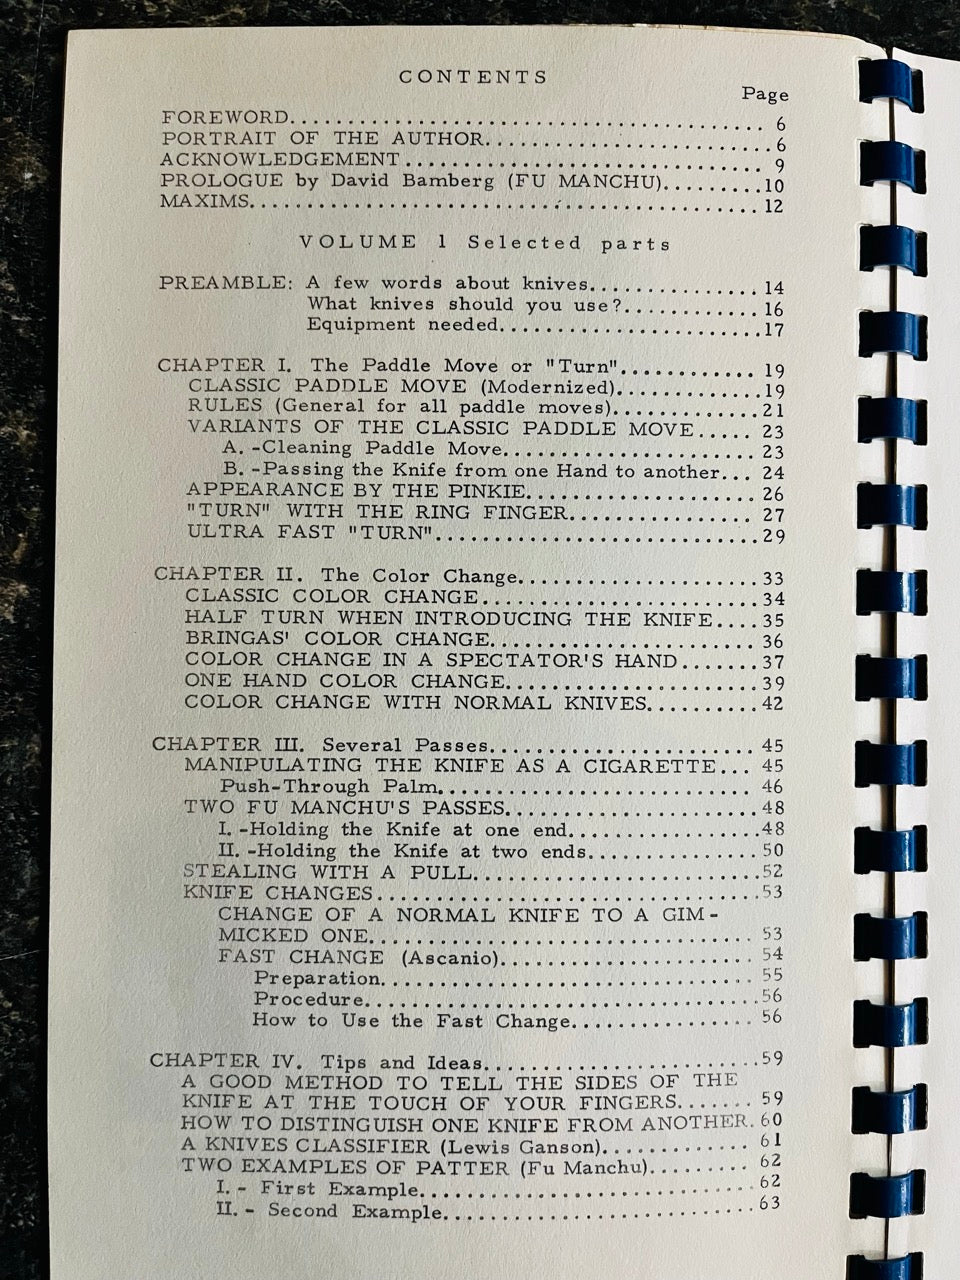 CONTENTS
Page
FOREWORD............................................. 6
PORTRAIT OF THE AUTHOR........................... 6
ACKNOWLEDGEMENT.................................. 9
PROLOGUE by David Bamberg (FU MANCHU).........10
MAXIMS................................................ 12
VOLUME 1 Selected parts
PREAMBLE: A few words about knives................ 14
What knives should you use?............. 16
Equipment needed.........................17
CHAPTER I. The Paddle Move or "Turn"............. 19
CLASSIC PADDLE MOVE (Modernized)..............19
RULES (General for all paddle moves)..............21
VARIANTS OF THE CLASSIC PADDLE MOVE..... 23
A. -Cleaning Paddle Move........................ 23
B. -Passing the Knife from one Hand to another... 24
APPEARANCE BY THE PINKIE....................... 26
"TURN" WITH THE RING FINGER................... 27
ULTRA FAST "TURN"................................29
CHAPTER II. The Color Change........................33
CLASSIC COLOR CHANGE........................... 34
HALF TURN WHEN INTRODUCING THE KNIFE....35
BRINGAS' COLOR CHANGE.......................... 36
COLOR CHANGE IN A SPECTATOR'S HAND.......37
ONE HAND COLOR CHANGE........................39
COLOR CHANGE WITH NORMAL KNIVES..........42
CHAPTER III. Several Passes........................... 45
MANIPULATING THE KNIFE AS A CIGARETTE... 45
Push-Through Palm.............................. 46
TWO FU MANCHU'S PASSES........................ 48
I. -Holding the Knife at one end..................48
II. -Holding the Knife at two ends................ 50
STEALING WITH A PULL........................... 52
KNIFE CHANGES....................................53
CHANGE OF A NORMAL KNIFE TO A GIM-
MICKED ONE..................................... 53
FAST CHANGE (Ascanio)......................... 54
Preparation.................................. 55
Procedure....................................56
How to Use the Fast Change................. 56
CHAPTER IV. Tips and Ideas...........................59
A GOOD METHOD TO TELL THE SIDES OF THE
KNIFE AT THE TOUCH OF YOUR FINGERS....... 59
HOW TO DISTINGUISH ONE KNIFE FROM ANOTHER. 60
A KNIVES CLASSIFIER (Lewis Ganson)............. 61
TWO EXAMPLES OF PATTER (Fu Manchu)......... 62
I. - First Example................................62
II. - Second Example..............................63